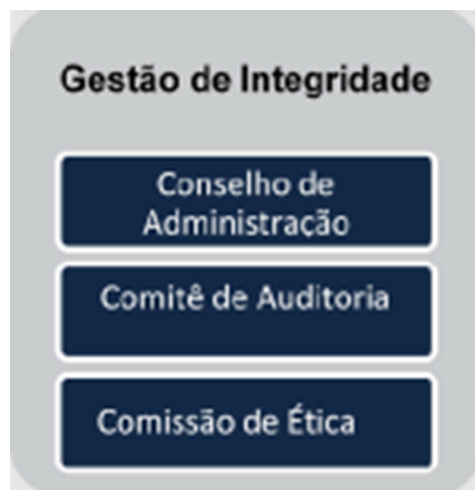 Gestão de Integridade
Conselho de
Administração
Comitê de Auditoria
Comissão de Ética